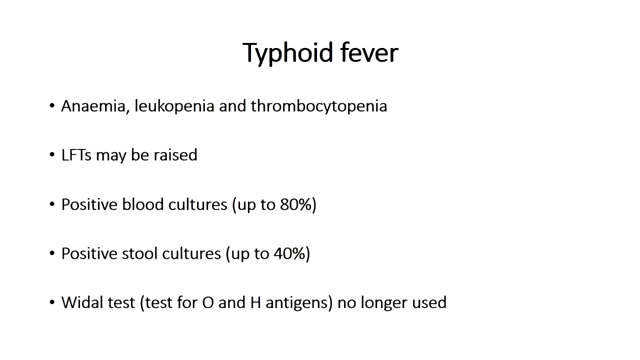 Typhoid fever
• Anaemia, leukopenia and thrombocytopenia
• LFTs may be raised
• Positive blood cultures (up to 80%)
• Positive stool cultures (up to 40%)
• Widal test (test for O and H antigens) no longer used